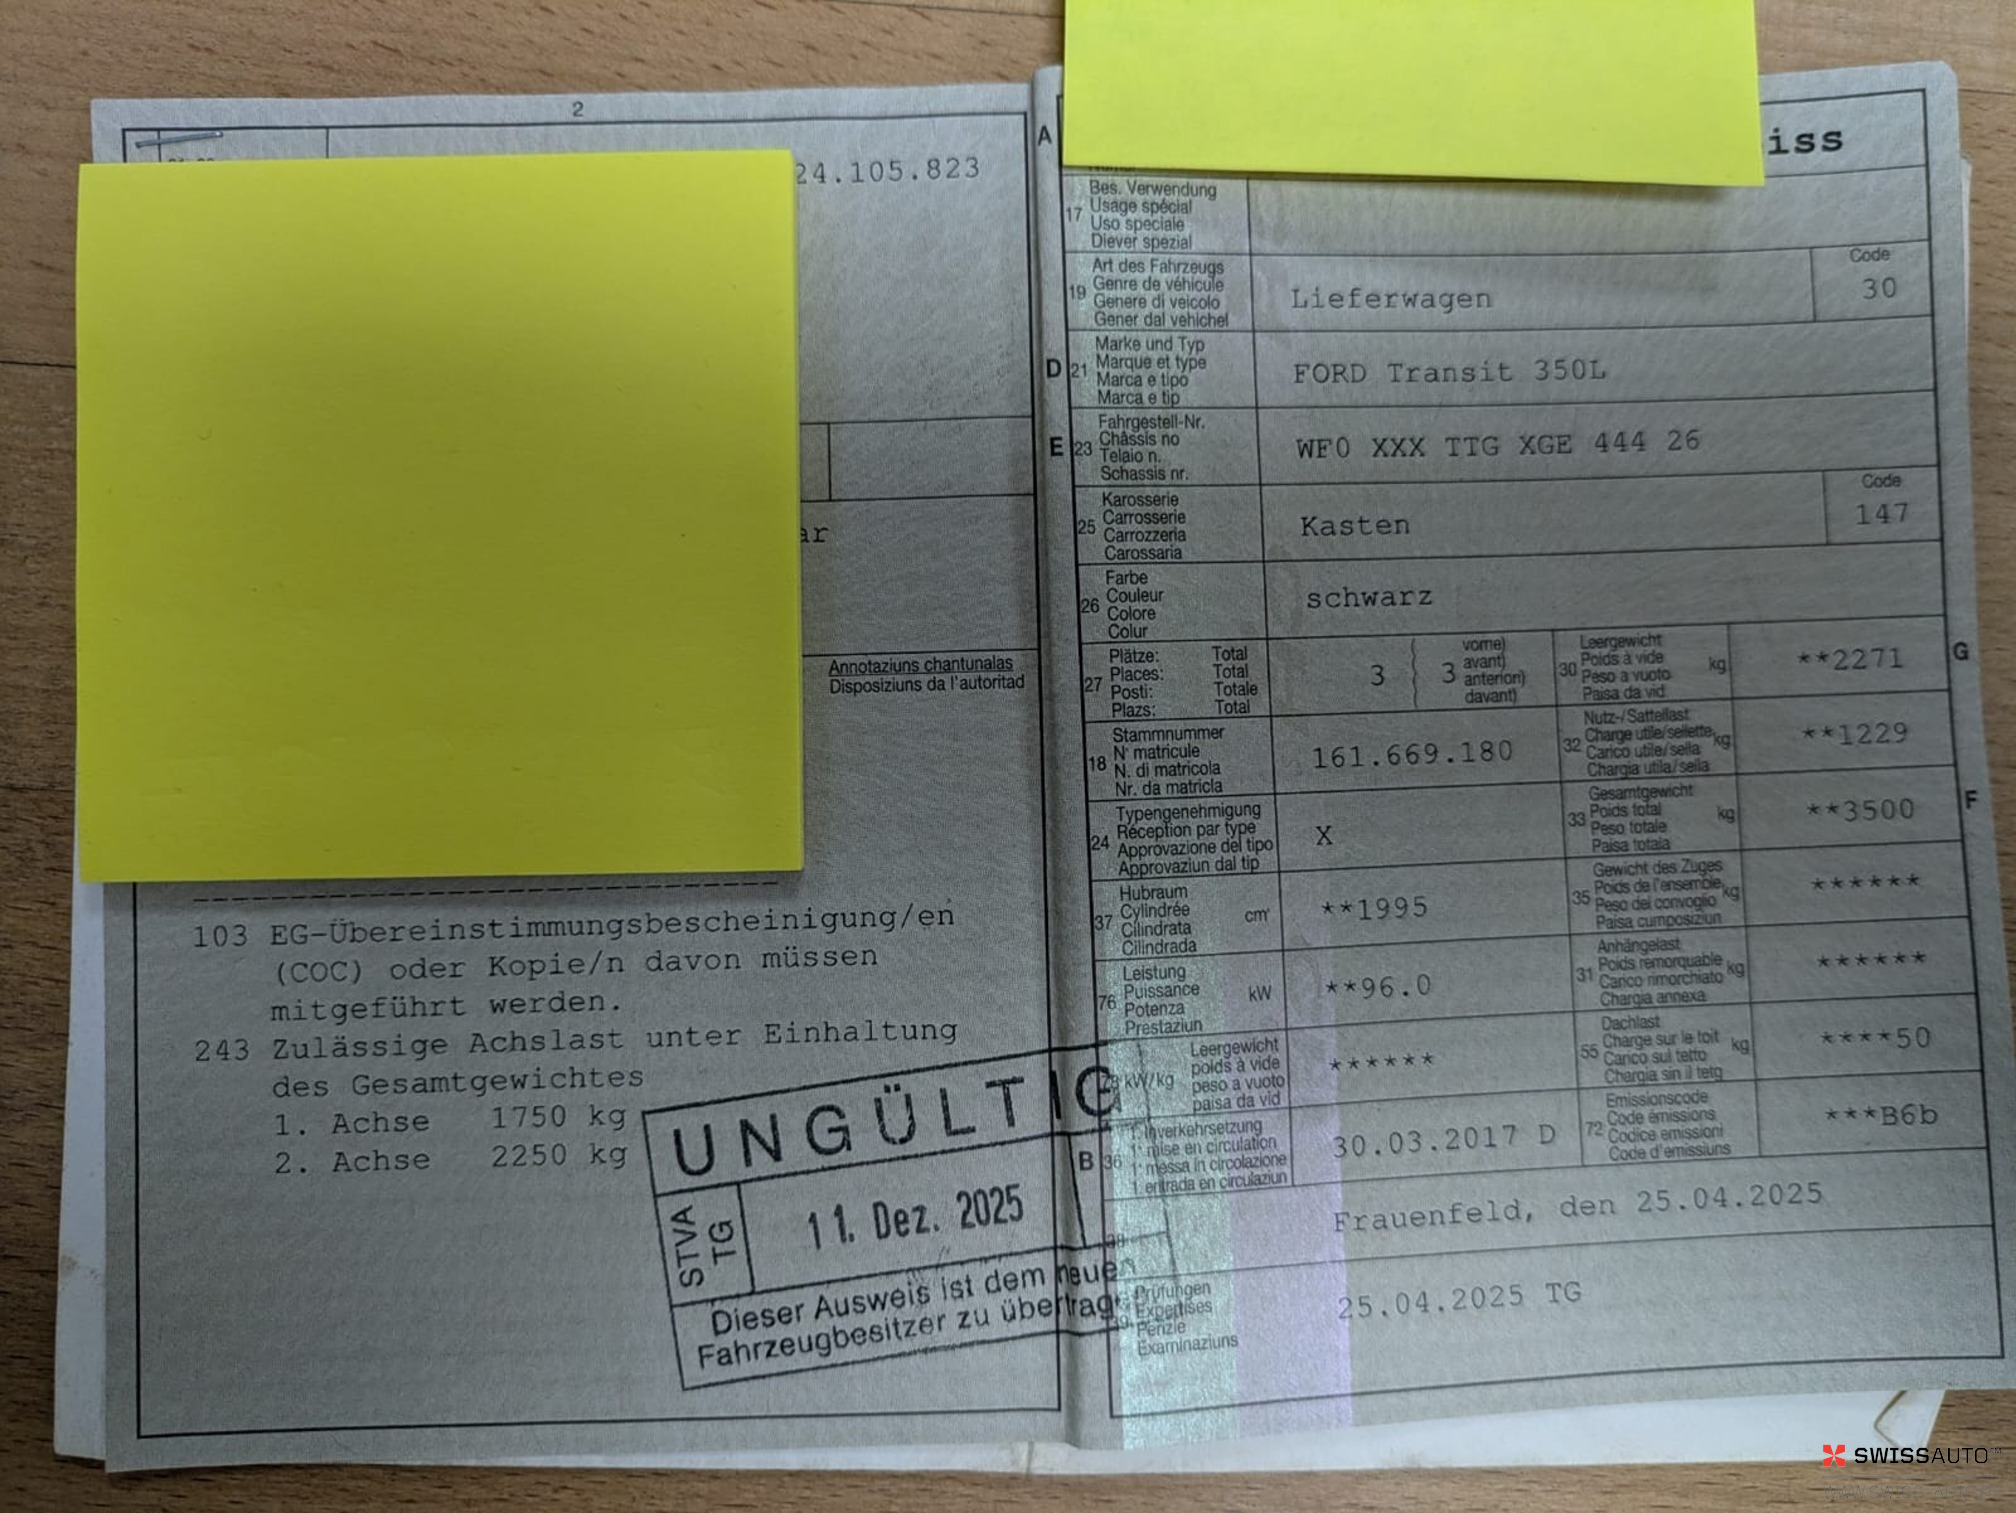 2
24.105.823
ar
Annotaziuns chantunalas
Disposiziuns da l'autoritad
103 EG-Übereinstimmungsbescheinigung/en
(COC) oder Kopie/n davon müssen
mitgeführt werden.
243 Zulässige Achslast unter Einhaltung
des Gesamtgewichtes
1. Achse 1750 kg
2. Achse 2250 kg
UNGÜLTIG
STVA
TG
11. Dez. 2025
Dieser Ausweis ist dem neuen
Fahrzeugbesitzer zu übertrag
A
iss
17
Bes. Verwendung
Usage spécial
Uso speciale
Diever spezial
19
Art des Fahrzeugs
Genre de véhicule
Genere di veicolo
Gener dal vehichel
Lieferwagen
Code
30
D 21
Marke und Typ
Marque et type
Marca e tipo
Marca e tip
FORD Transit 350L
E 23
Fahrgestell-Nr.
Châssis no
Telaio n.
Schassis nr.
WF0 XXX TTG XGE 444 26
25
Karosserie
Carrosserie
Carrozzeria
Carossaria
Kasten
Code
147
26
Farbe
Couleur
Colore
Colur
schwarz
27
Plätze: Total
Places: Total
Posti: Totale
Plazs: Total
3 { 3
vorne)
avant)
anteriori)
davant)
30
Leergewicht
Poids à vide
Peso a vuoto
Paisa da vid
kg
**2271
G
18
Stammnummer
N° matricule
N. di matricola
Nr. da matricla
161.669.180
32
Nutz-/Sattellast
Charge utile/sellette
Carico utile/sella
Chargia utila/sella
kg
**1229
24
Typengenehmigung
Réception par type
Approvazione del tipo
Approvaziun dal tip
X
33
Gesamtgewicht
Poids total
Peso totale
Paisa totala
kg
**3500
F
37
Hubraum
Cylindrée
Cilindrata
Cilindrada
cm³
**1995
35
Gewicht des Zuges
Poids de l'ensemble
Peso del convoglio
Paisa cumposiziun
kg
******
76
Leistung
Puissance
Potenza
Prestaziun
kW
**96.0
31
Anhängelast
Poids remorquable
Carico rimorchiato
Chargia annexa
kg
******
78 kW/kg
Leergewicht
poids à vide
peso a vuoto
paisa da vid
******
55
Dachlast
Charge sur le toit
Carico sul tetto
Chargia sin il tetg
kg
****50
B 36
1. Inverkehrsetzung
1re mise en circulation
1a messa in circolazione
1. entrada en circulaziun
30.03.2017 D
72
Emissionscode
Code émissions
Codice emissioni
Code d'emissiuns
***B6b
38
Frauenfeld, den 25.04.2025
39
Prüfungen
Expertises
Perizie
Examinaziuns
25.04.2025 TG
SWISSAUTO™